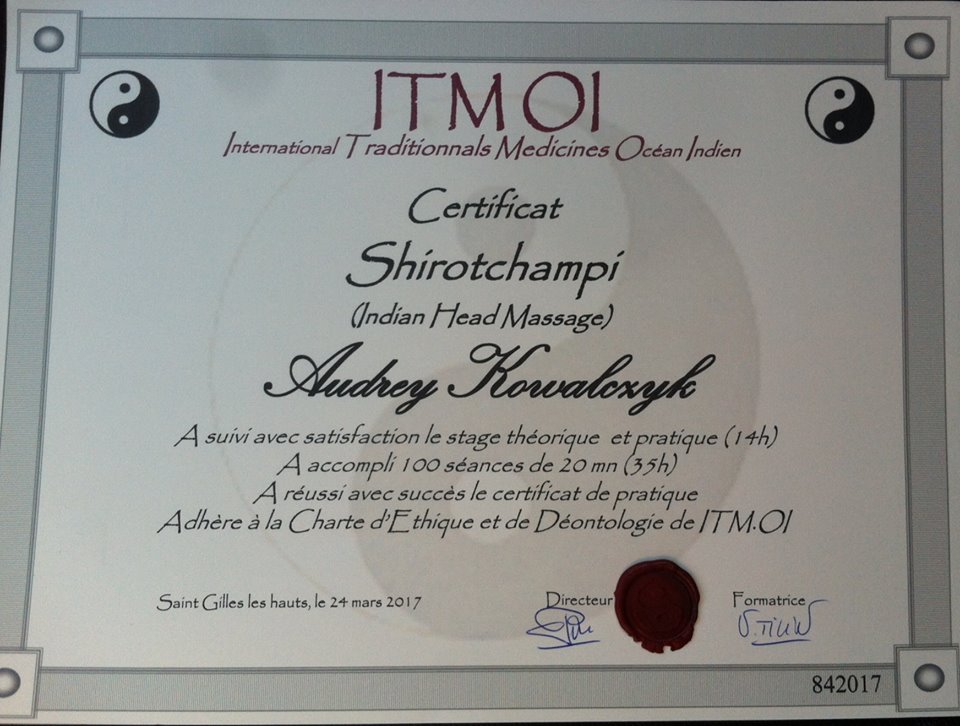 ITM OI
International Traditionnals Medicines Océan Indien
Certificat
Shirotchampi
(Indian Head Massage)
Audrey Kowalczyk
A suivi avec satisfaction le stage théorique et pratique (14h)
A accompli 100 séances de 20 mn (35h)
A réussi avec succès le certificat de pratique
Adhère à la Charte d'Ethique et de Déontologie de ITM.OI
Saint Gilles les hauts, le 24 mars 2017
Directeur
Formatrice
842017